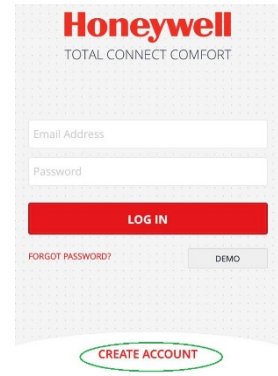 Honeywell
TOTAL CONNECT COMFORT
Email Address
Password
LOG IN
FORGOT PASSWORD?
DEMO
CREATE ACCOUNT